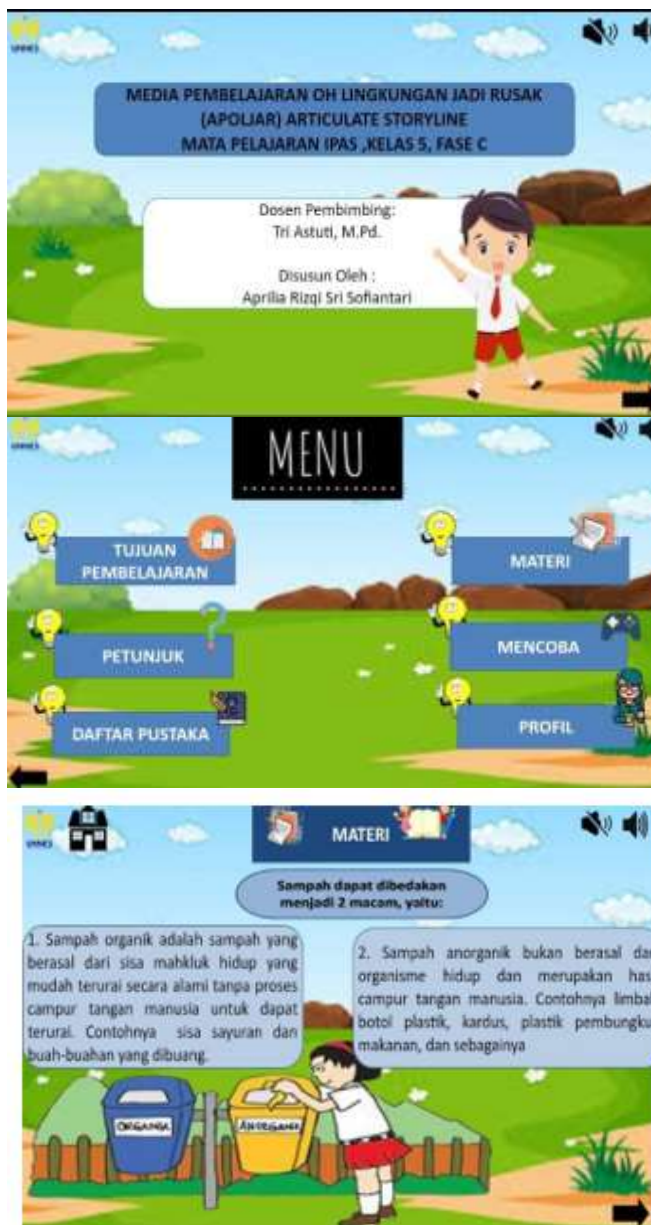 UNNES
MEDIA PEMBELAJARAN OH LINGKUNGAN JADI RUSAK
(APOLJAR) ARTICULATE STORYLINE
MATA PELAJARAN IPAS ,KELAS 5, FASE C
Dosen Pembimbing:
Tri Astuti, M.Pd.
Disusun Oleh :
Aprilia Rizqi Sri Sofiantari
UNNES
MENU
TUJUAN
PEMBELAJARAN
MATERI
PETUNJUK
MENCOBA
DAFTAR PUSTAKA
PROFIL
UNNES
MATERI
Sampah dapat dibedakan
menjadi 2 macam, yaitu:
1. Sampah organik adalah sampah yang
berasal dari sisa mahkluk hidup yang
mudah terurai secara alami tanpa proses
campur tangan manusia untuk dapat
terurai. Contohnya sisa sayuran dan
buah-buahan yang dibuang.
2. Sampah anorganik bukan berasal da
organisme hidup dan merupakan has
campur tangan manusia. Contohnya limba
botol plastik, kardus, plastik pembungku
makanan, dan sebagainya
ORGANIK
ANORGANIK